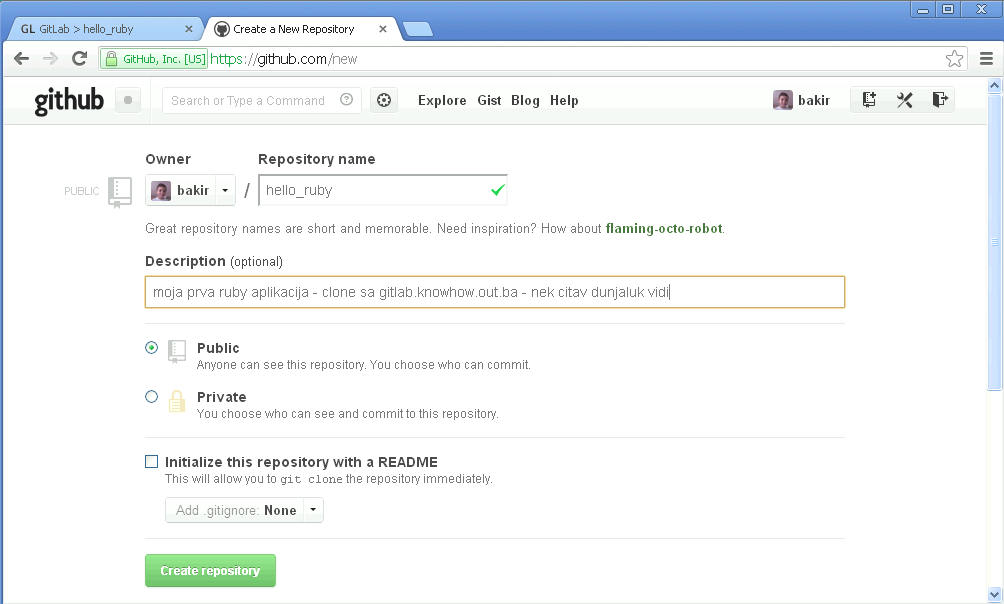 GL GitLab > hello_ruby
Create a New Repository
GitHub, Inc. [US] https://github.com/new
github
Search or Type a Command
Explore Gist Blog Help
bakir
Owner
Repository name
PUBLIC
bakir / hello_ruby
Great repository names are short and memorable. Need inspiration? How about flaming-octo-robot.
Description (optional)
moja prva ruby aplikacija - clone sa gitlab.knowhow.out.ba - nek citav dunjaluk vidi
Public
Anyone can see this repository. You choose who can commit.
Private
You choose who can see and commit to this repository.
Initialize this repository with a README
This will allow you to git clone the repository immediately.
Add .gitignore: None
Create repository